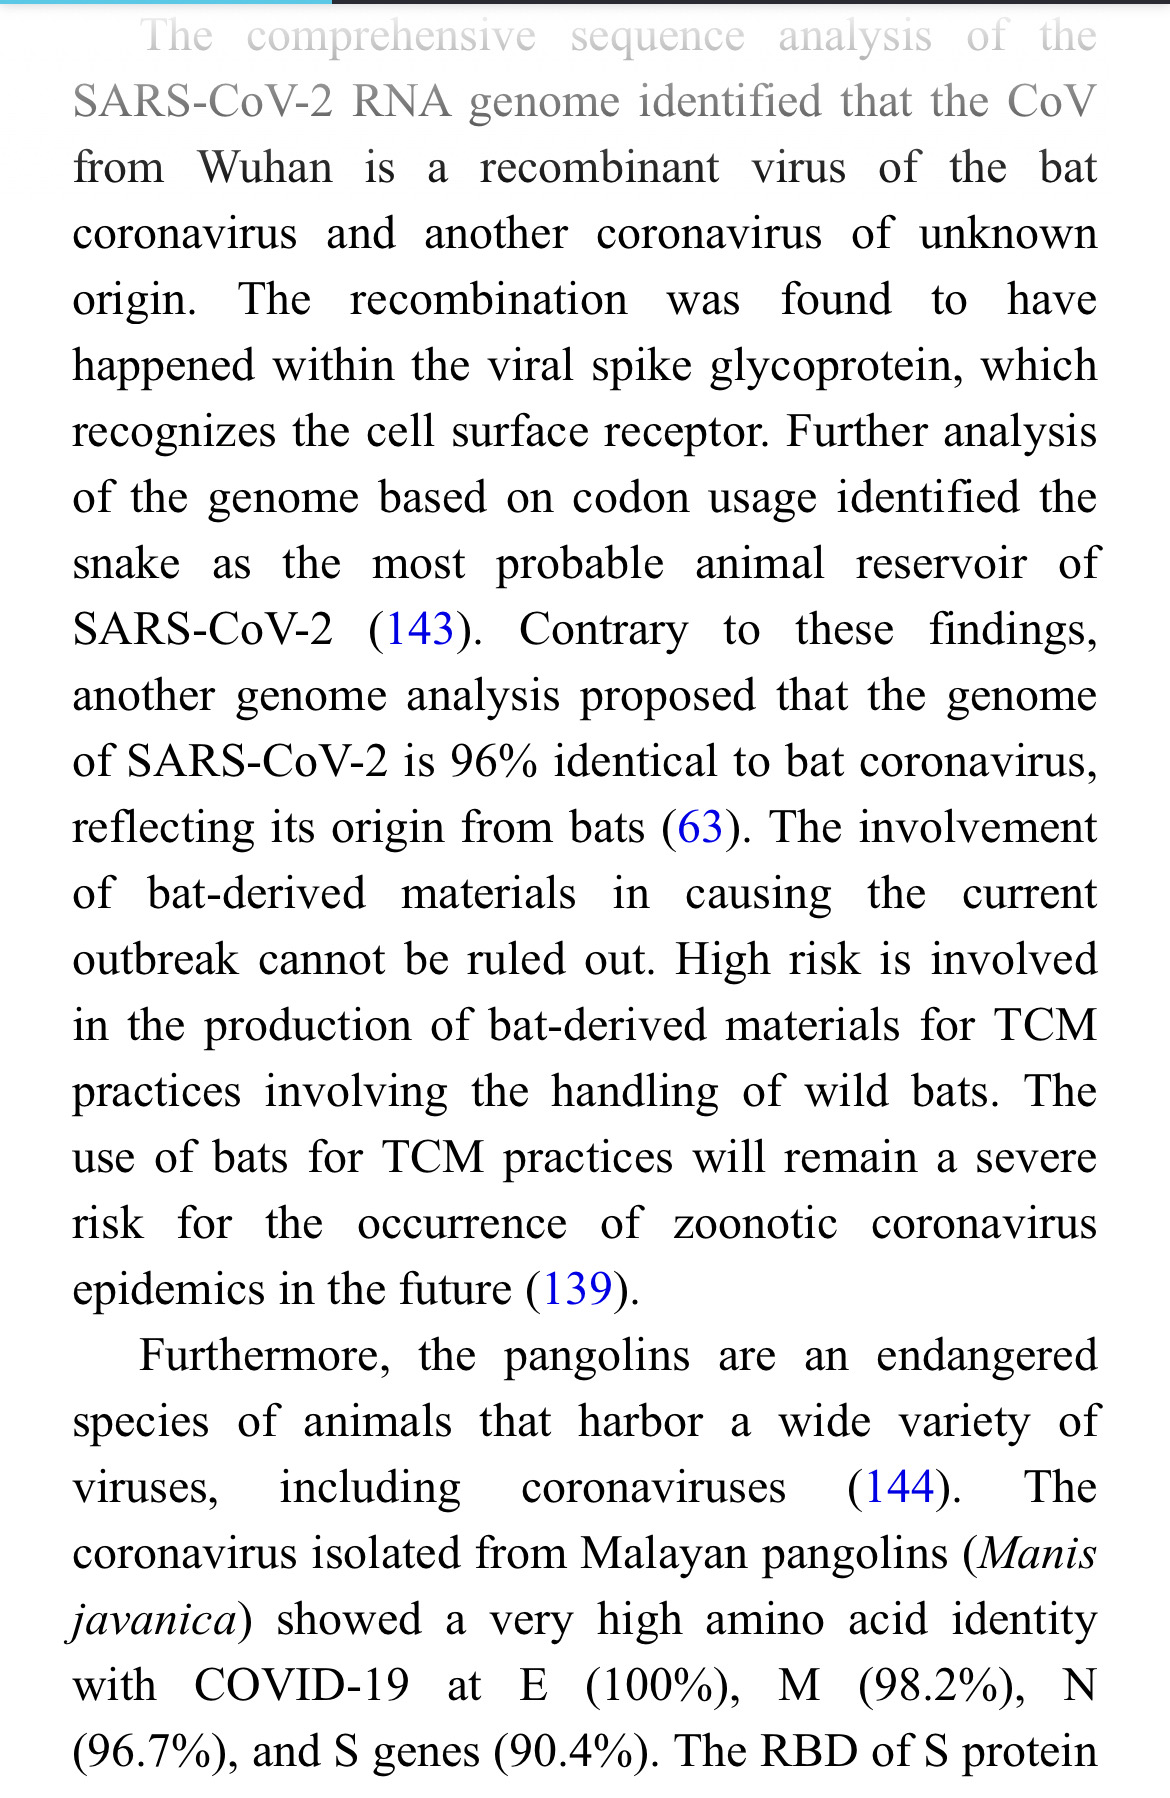 The comprehensive sequence analysis of the
SARS-CoV-2 RNA genome identified that the CoV
from Wuhan is a recombinant virus of the bat
coronavirus and another coronavirus of unknown
origin. The recombination was found to have
happened within the viral spike glycoprotein, which
recognizes the cell surface receptor. Further analysis
of the genome based on codon usage identified the
snake as the most probable animal reservoir of
SARS-CoV-2 (143). Contrary to these findings,
another genome analysis proposed that the genome
of SARS-CoV-2 is 96% identical to bat coronavirus,
reflecting its origin from bats (63). The involvement
of bat-derived materials in causing the current
outbreak cannot be ruled out. High risk is involved
in the production of bat-derived materials for TCM
practices involving the handling of wild bats. The
use of bats for TCM practices will remain a severe
risk for the occurrence of zoonotic coronavirus
epidemics in the future (139).
Furthermore, the pangolins are an endangered
species of animals that harbor a wide variety of
viruses, including coronaviruses (144). The
coronavirus isolated from Malayan pangolins (Manis
javanica) showed a very high amino acid identity
with COVID-19 at E (100%), M (98.2%), N
(96.7%), and S genes (90.4%). The RBD of S protein